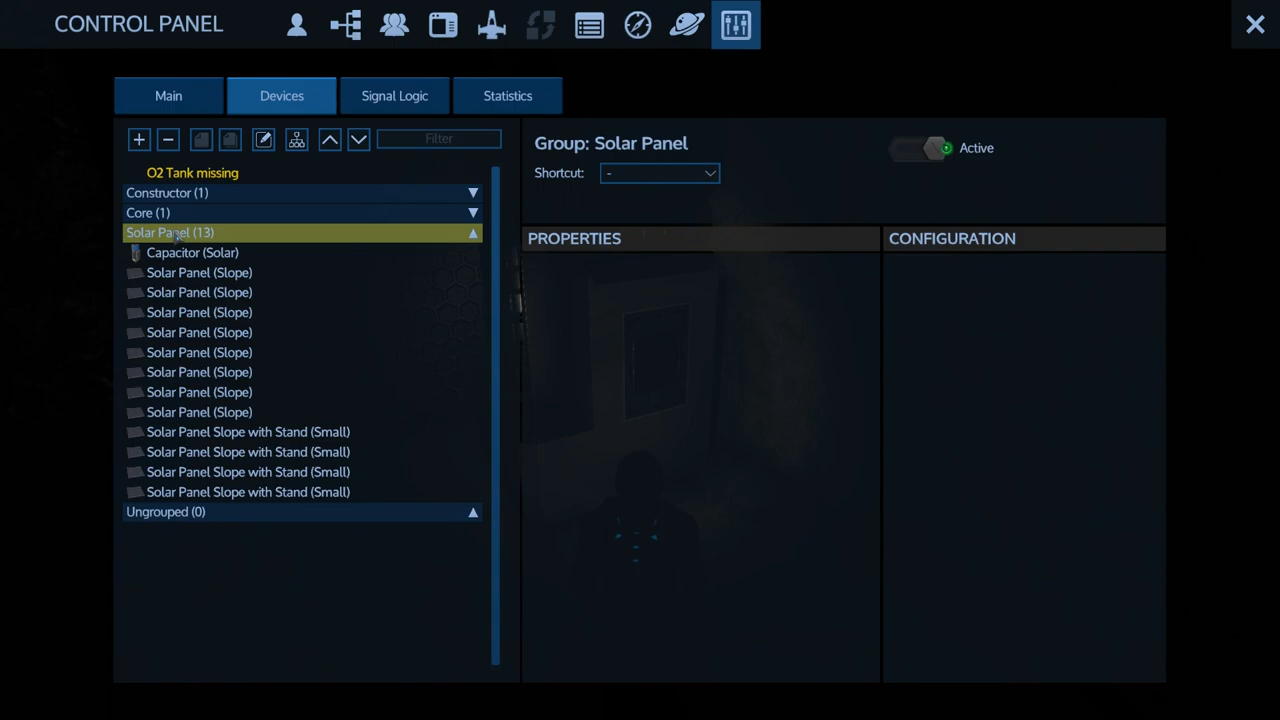 CONTROL PANEL
Main
Devices
Signal Logic
Statistics
Filter
O2 Tank missing
Constructor (1)
Core (1)
Solar Panel (13)
Capacitor (Solar)
Solar Panel (Slope)
Solar Panel (Slope)
Solar Panel (Slope)
Solar Panel (Slope)
Solar Panel (Slope)
Solar Panel (Slope)
Solar Panel (Slope)
Solar Panel (Slope)
Solar Panel Slope with Stand (Small)
Solar Panel Slope with Stand (Small)
Solar Panel Slope with Stand (Small)
Solar Panel Slope with Stand (Small)
Ungrouped (0)
Group: Solar Panel
Active
Shortcut: -
PROPERTIES
CONFIGURATION